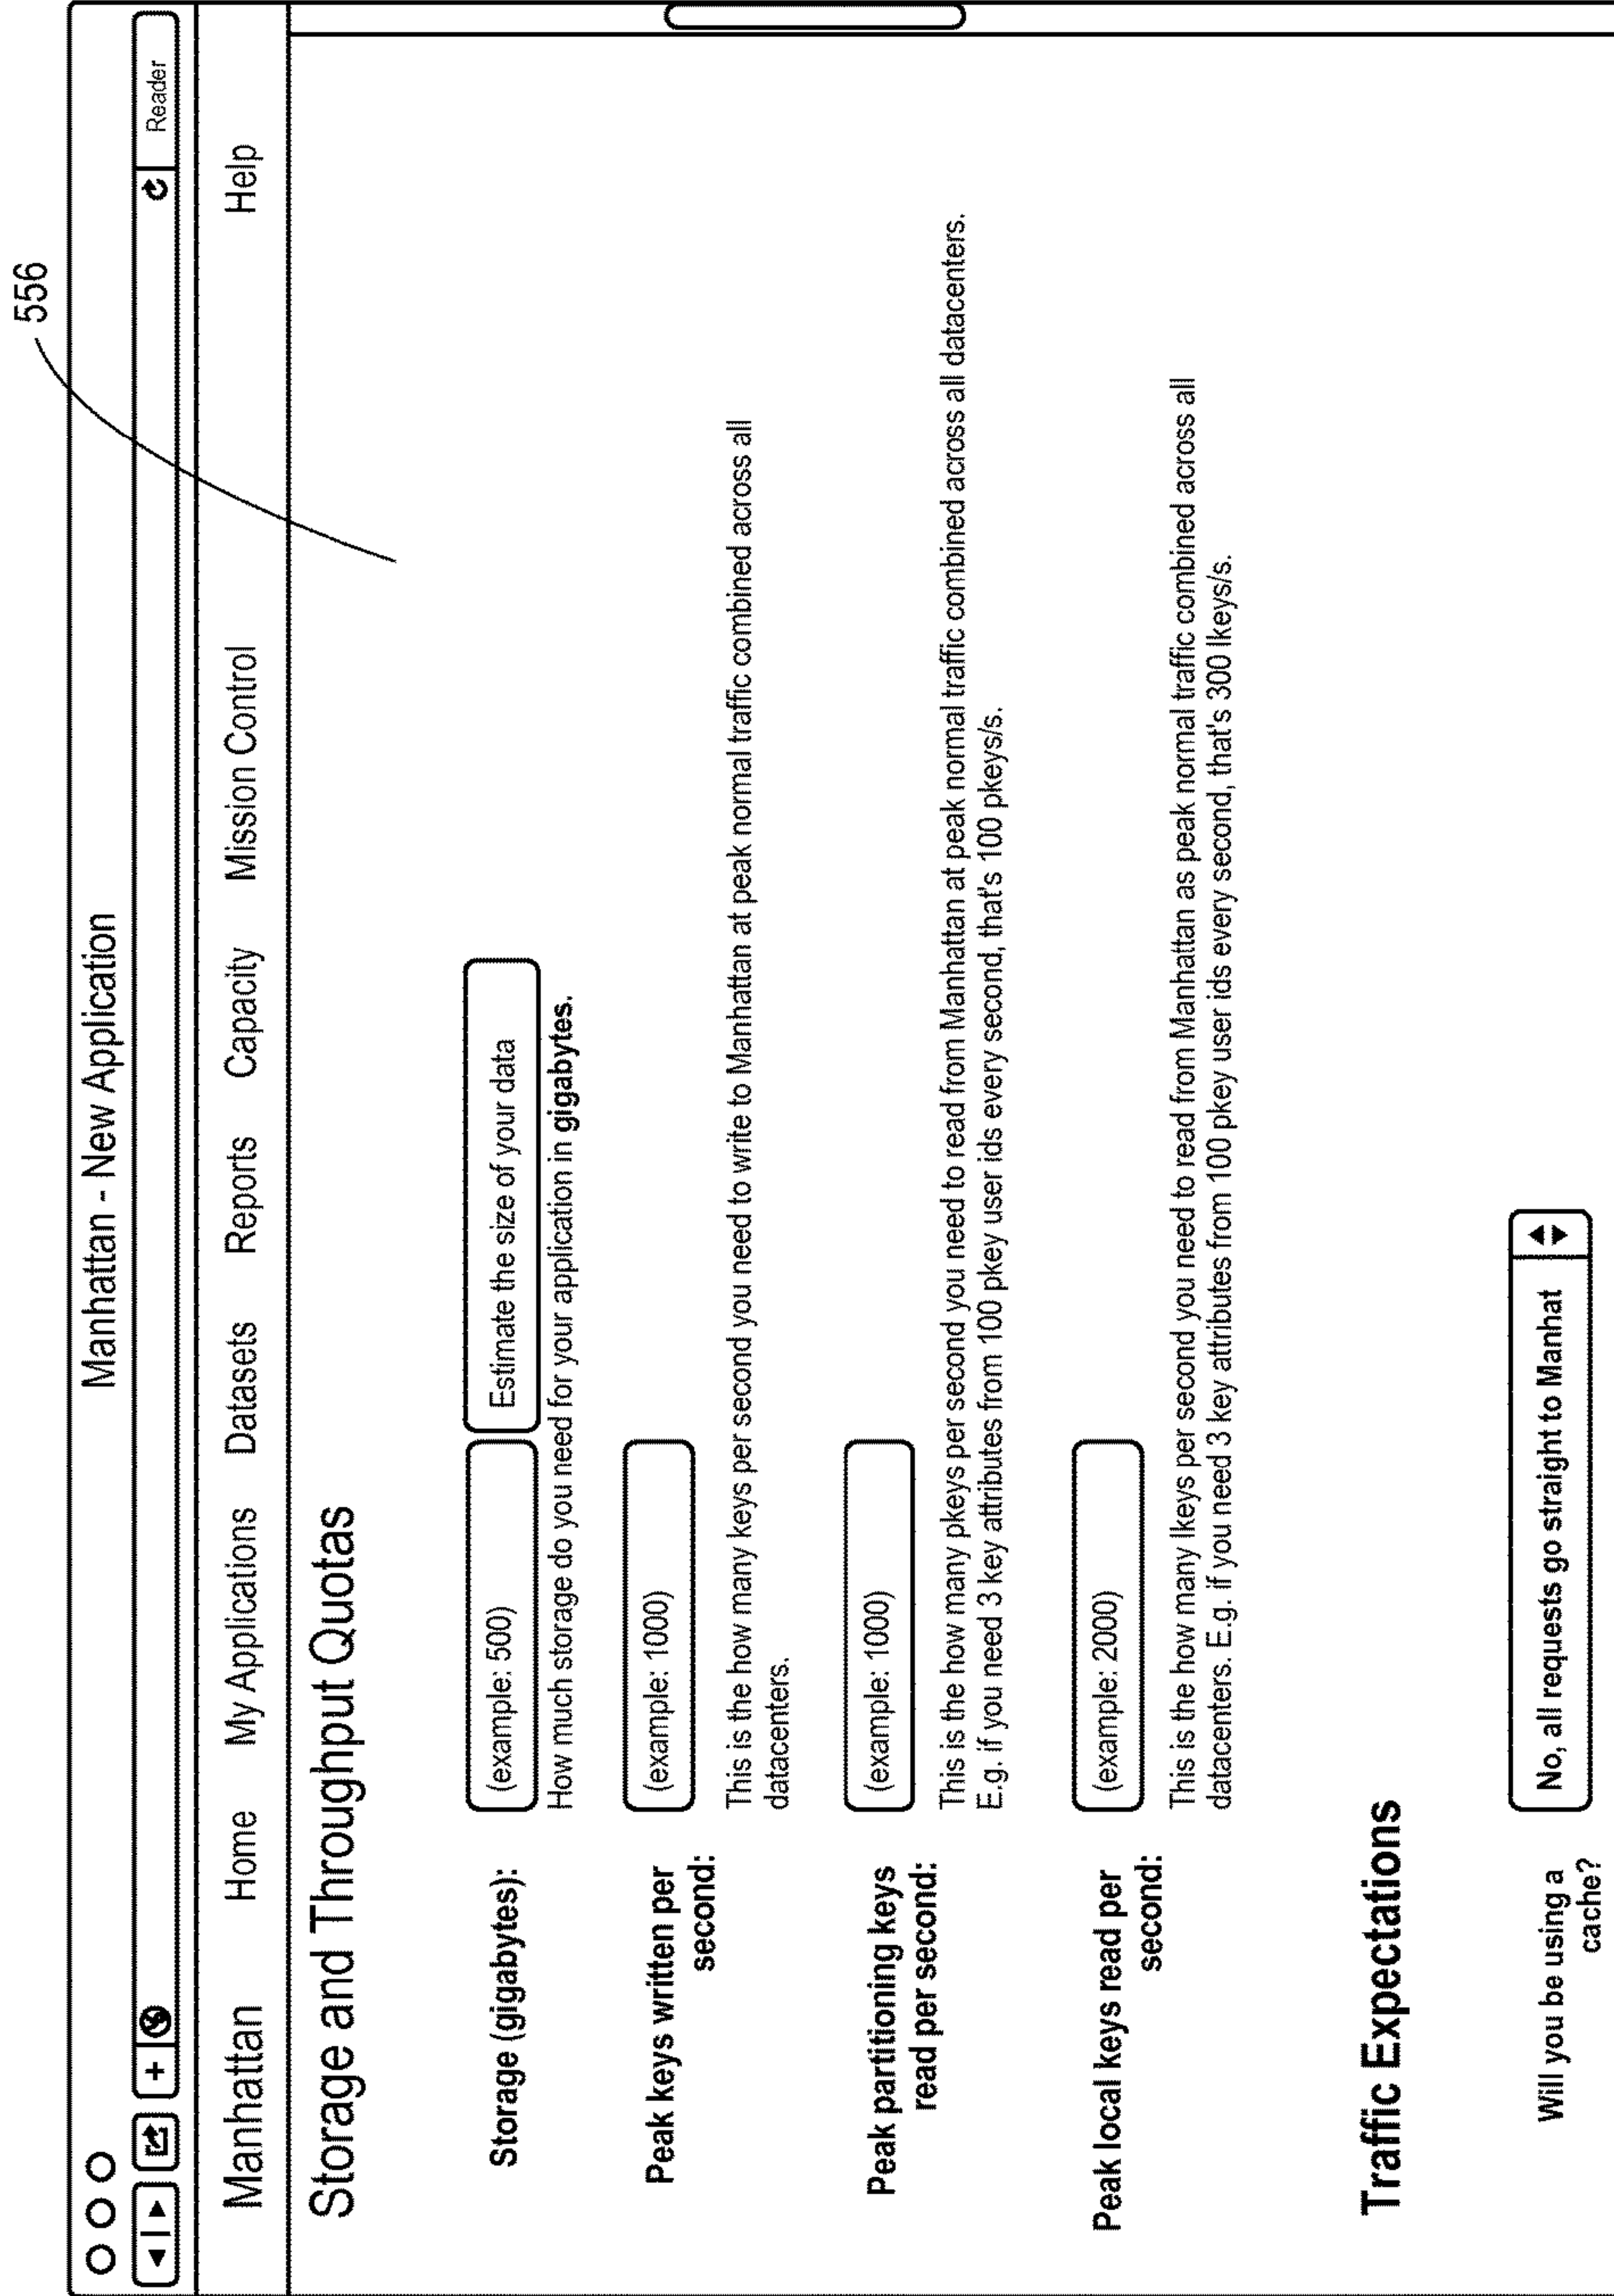 556
Manhattan - New Application
+
Reader
Manhattan Home My Applications Datasets Reports Capacity Mission Control Help
Storage and Throughput Quotas
Storage (gigabytes): (example: 500) Estimate the size of your data
How much storage do you need for your application in gigabytes.
Peak keys written per second: (example: 1000)
This is the how many keys per second you need to write to Manhattan at peak normal traffic combined across all
datacenters.
Peak partitioning keys
read per second: (example: 1000)
This is the how many pkeys per second you need to read from Manhattan at peak normal traffic combined across all datacenters.
E.g. if you need 3 key attributes from 100 pkey user ids every second, that's 100 pkeys/s.
Peak local keys read per
second: (example: 2000)
This is the how many lkeys per second you need to read from Manhattan as peak normal traffic combined across all
datacenters. E.g. if you need 3 key attributes from 100 pkey user ids every second, that's 300 lkeys/s.
Traffic Expectations
Will you be using a
cache? No, all requests go straight to Manhat